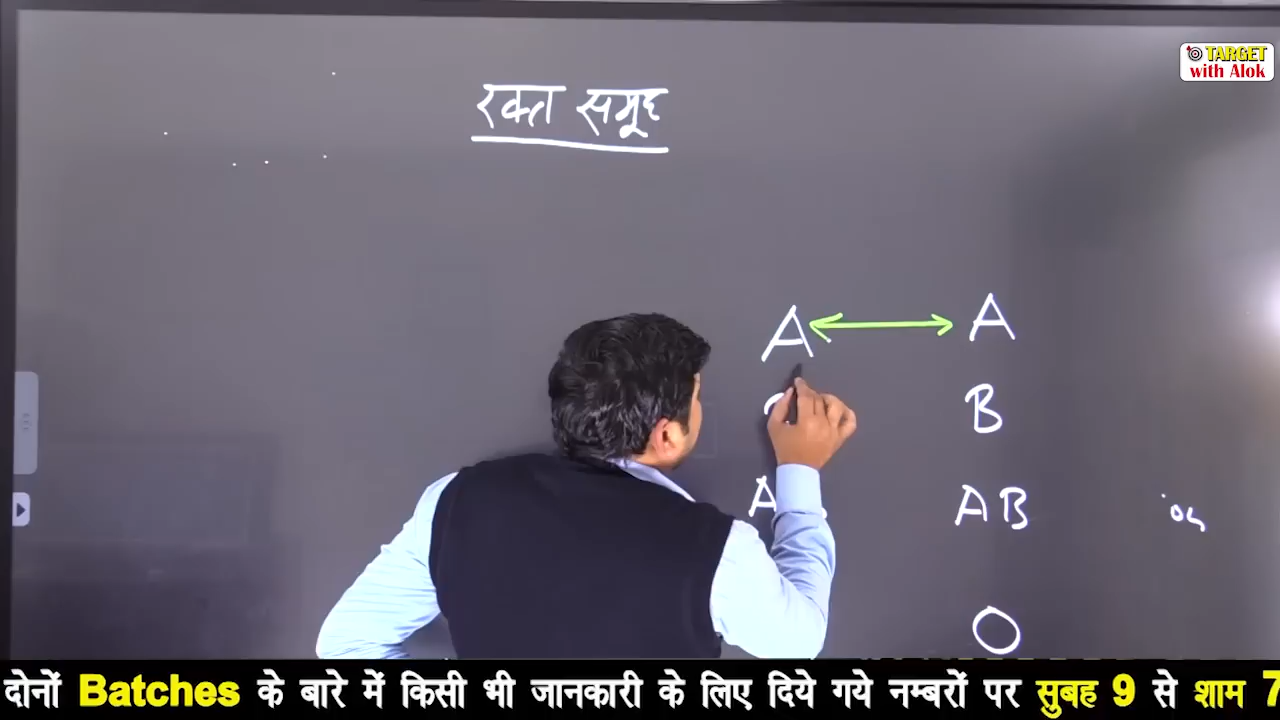 TARGET
with Alok
रक्त समूह
A A
B
A AB
O
दोनों Batches के बारे में किसी भी जानकारी के लिए दिये गये नम्बरों पर सुबह 9 से शाम 7